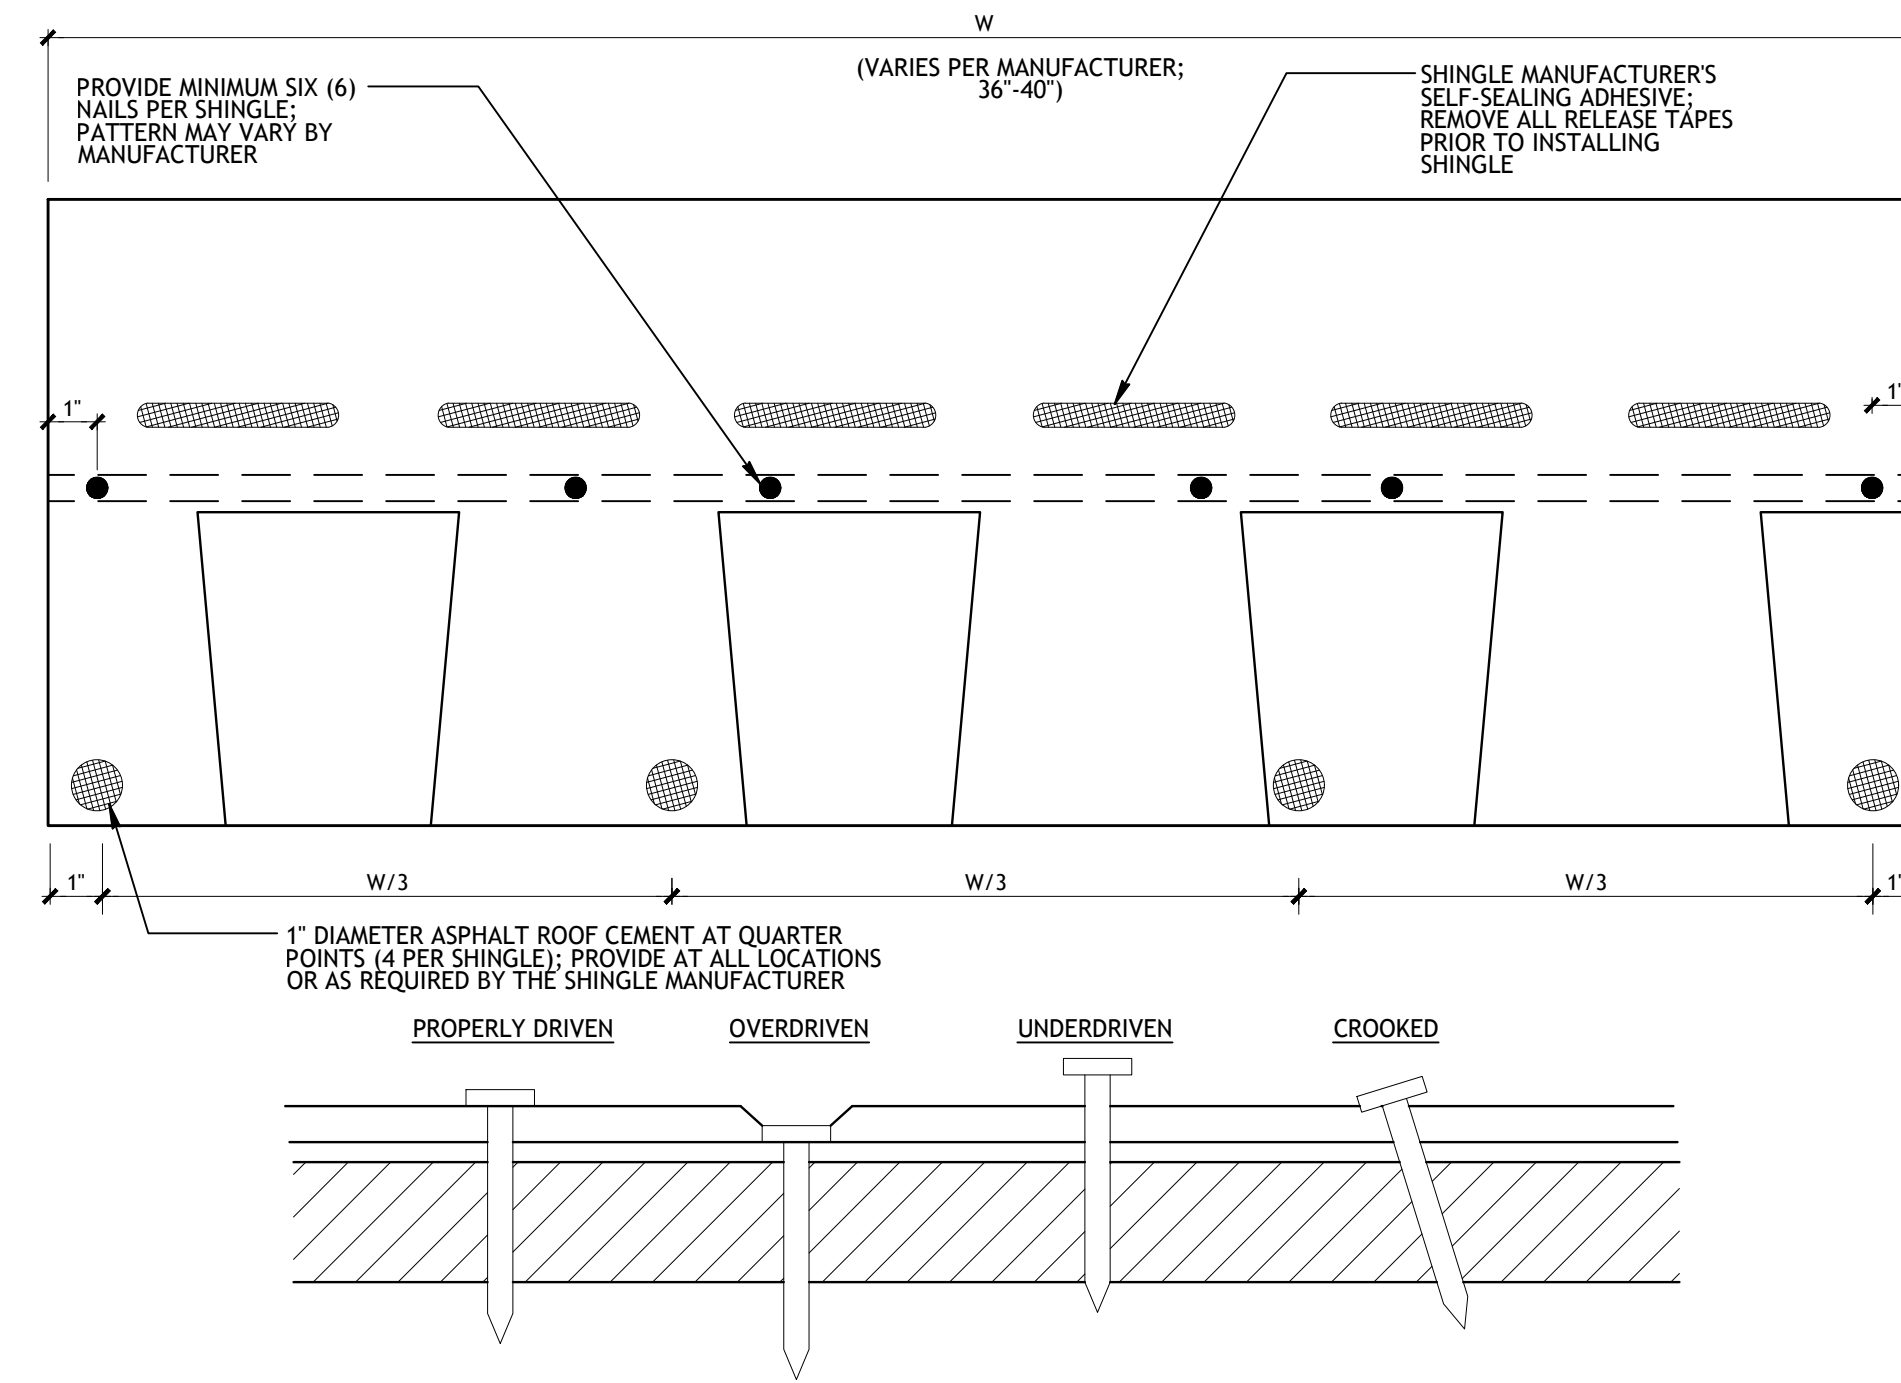 W
(VARIES PER MANUFACTURER;
36"-40")
PROVIDE MINIMUM SIX (6)
NAILS PER SHINGLE;
PATTERN MAY VARY BY
MANUFACTURER
SHINGLE MANUFACTURER'S
SELF-SEALING ADHESIVE;
REMOVE ALL RELEASE TAPES
PRIOR TO INSTALLING
SHINGLE
1"
1"
1"
W/3
W/3
W/3
1"
1" DIAMETER ASPHALT ROOF CEMENT AT QUARTER
POINTS (4 PER SHINGLE); PROVIDE AT ALL LOCATIONS
OR AS REQUIRED BY THE SHINGLE MANUFACTURER
PROPERLY DRIVEN
OVERDRIVEN
UNDERDRIVEN
CROOKED